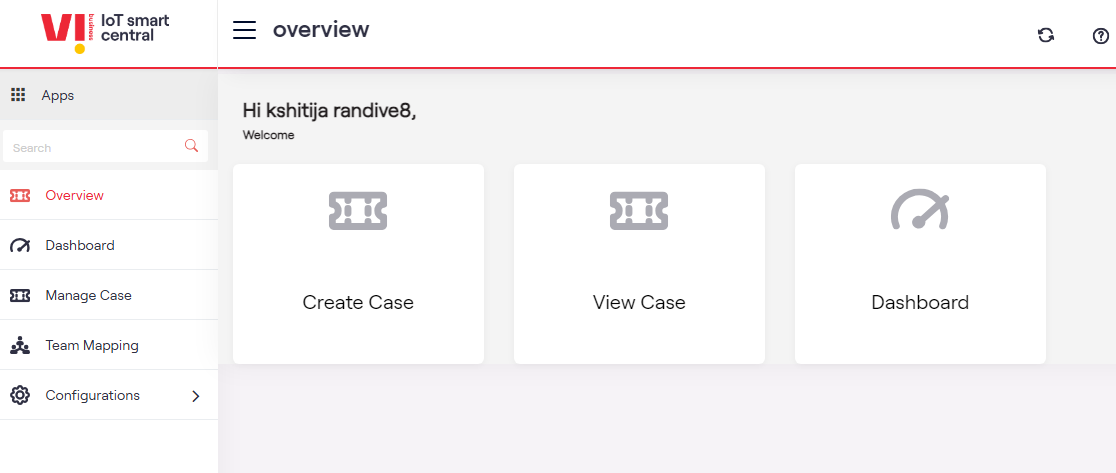 VI
business
IoT smart
central
overview
Apps
Search
Overview
Dashboard
Manage Case
Team Mapping
Configurations
Hi kshitija randive8,
Welcome
Create Case
View Case
Dashboard